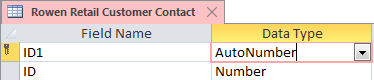 Rowen Retail Customer Contact
Field Name Data Type
ID1 AutoNumber
ID Number